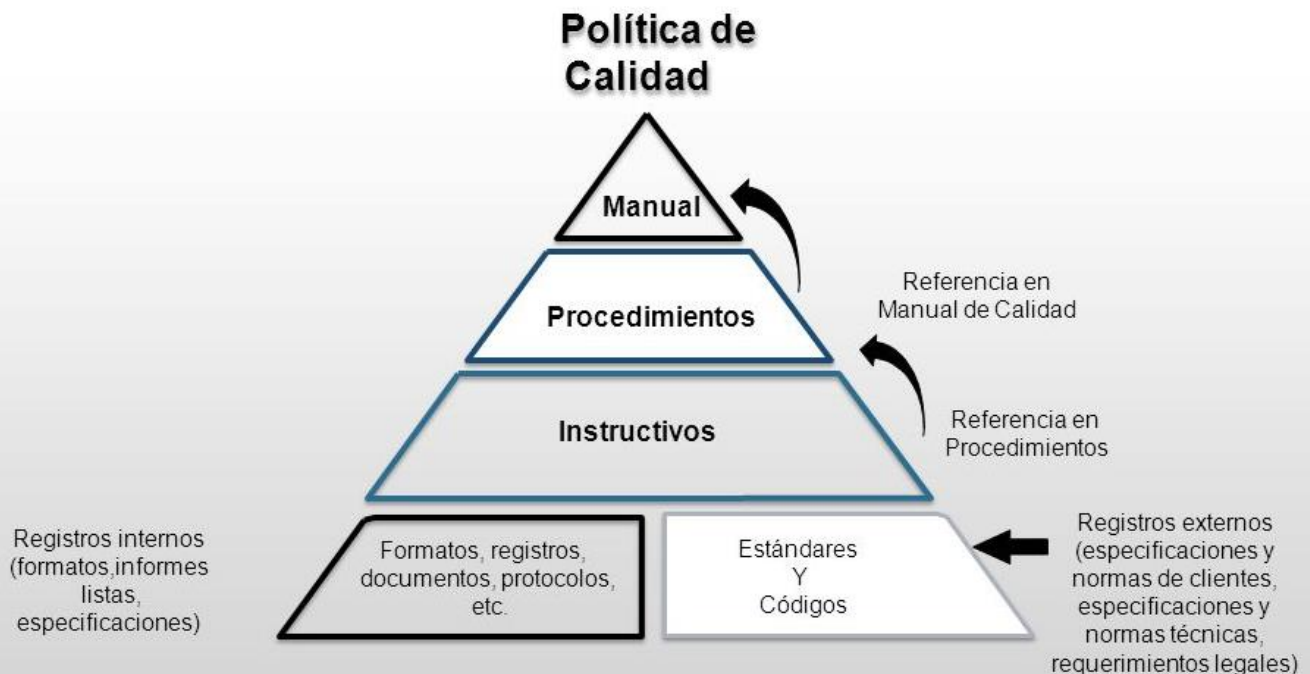 Política de
Calidad
Manual
Referencia en
Manual de Calidad
Procedimientos
Referencia en
Procedimientos
Instructivos
Registros internos
(formatos,informes
listas,
especificaciones)
Formatos, registros,
documentos, protocolos,
etc.
Estándares
Y
Códigos
Registros externos
(especificaciones y
normas de clientes,
especificaciones y
normas técnicas,
requerimientos legales)